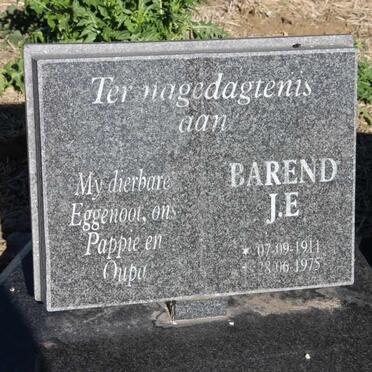 Ter nagedagtenis
aan
My dierbare
Eggenoot, ons
Pappie en
Oupa
BAREND
J.E
* 07-09-1911
28-06-1975